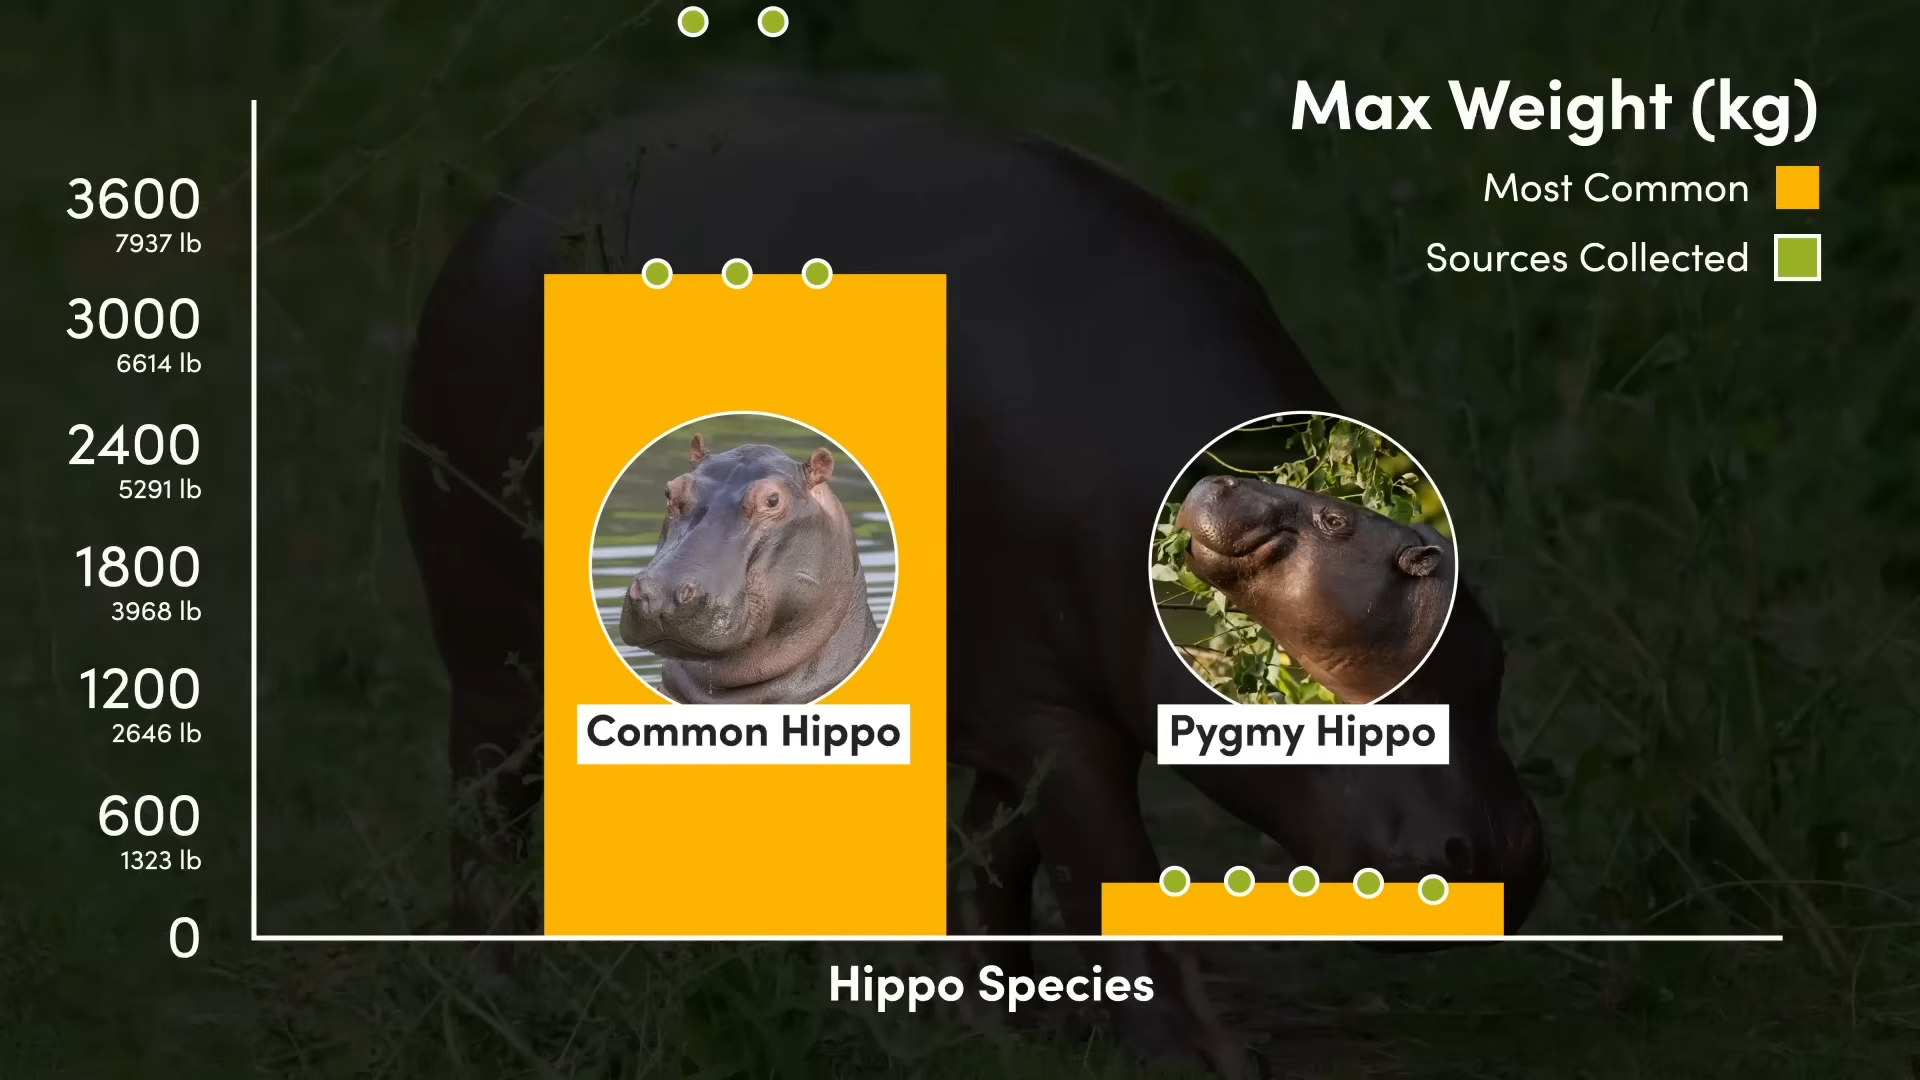 Max Weight (kg)
Most Common
Sources Collected
3600
7937 lb
3000
6614 lb
2400
5291 lb
1800
3968 lb
1200
2646 lb
600
1323 lb
0
Common Hippo
Pygmy Hippo
Hippo Species